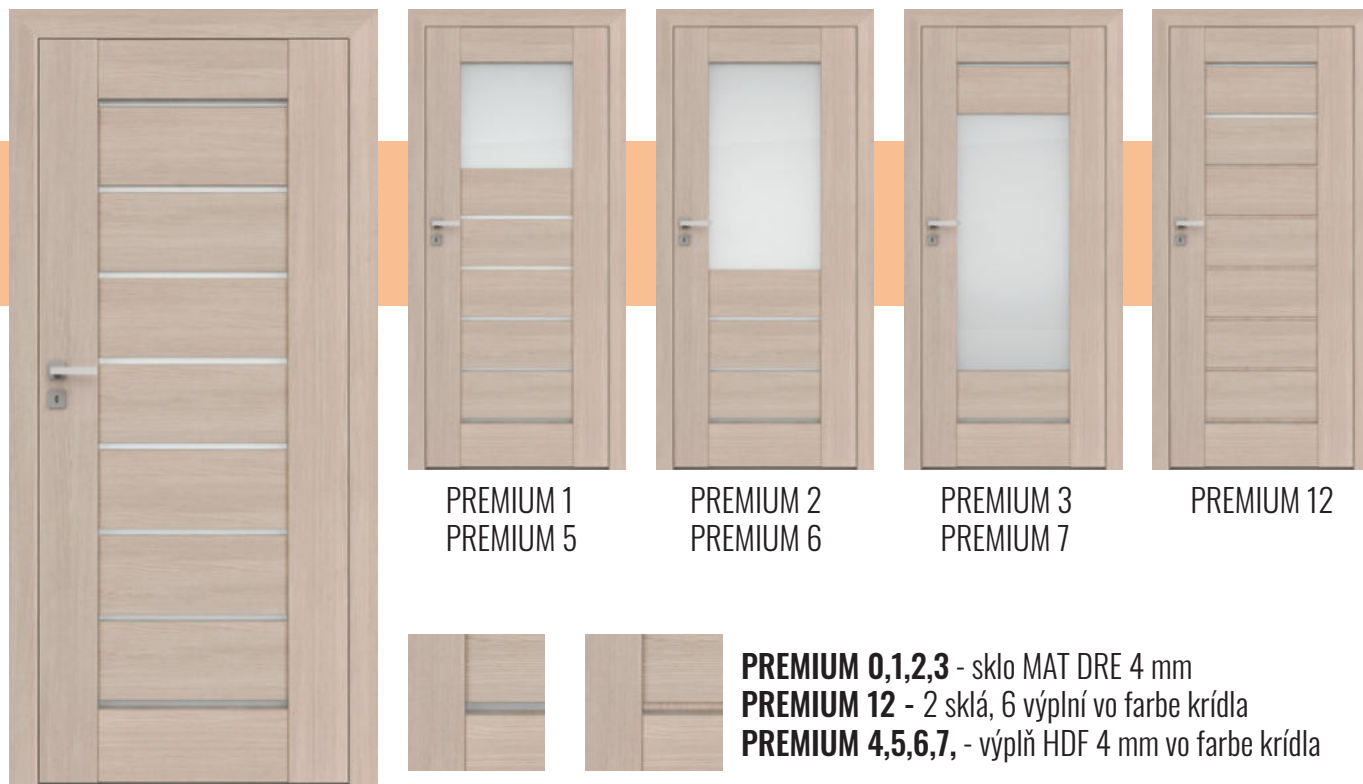 PREMIUM 1
PREMIUM 5
PREMIUM 2
PREMIUM 6
PREMIUM 3
PREMIUM 7
PREMIUM 12
PREMIUM 0,1,2,3 - sklo MAT DRE 4 mm
PREMIUM 12 - 2 sklá, 6 výplní vo farbe krídla
PREMIUM 4,5,6,7, - výplň HDF 4 mm vo farbe krídla